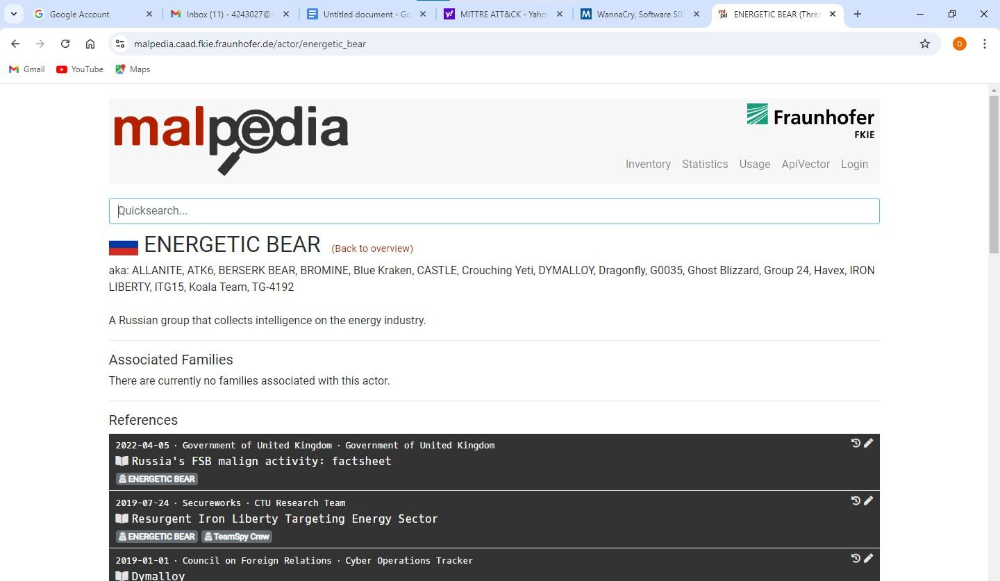 Google Account
Inbox (11) - 4243027@
Untitled document - Go
MITTRE ATT&CK - Yaho
WannaCry, Software S0
ENERGETIC BEAR (Threa
malpedia.caad.fkie.fraunhofer.de/actor/energetic_bear
D
Gmail
YouTube
Maps
malpedia
Fraunhofer
FKIE
Inventory
Statistics
Usage
ApiVector
Login
Quicksearch...
ENERGETIC BEAR (Back to overview)
aka: ALLANITE, ATK6, BERSERK BEAR, BROMINE, Blue Kraken, CASTLE, Crouching Yeti, DYMALLOY, Dragonfly, G0035, Ghost Blizzard, Group 24, Havex, IRON
LIBERTY, ITG15, Koala Team, TG-4192
A Russian group that collects intelligence on the energy industry.
Associated Families
There are currently no families associated with this actor.
References
2022-04-05 · Government of United Kingdom · Government of United Kingdom
Russia's FSB malign activity: factsheet
ENERGETIC BEAR
2019-07-24 · Secureworks · CTU Research Team
Resurgent Iron Liberty Targeting Energy Sector
ENERGETIC BEAR TeamSpy Crew
2019-01-01 · Council on Foreign Relations · Cyber Operations Tracker
Dymalloy